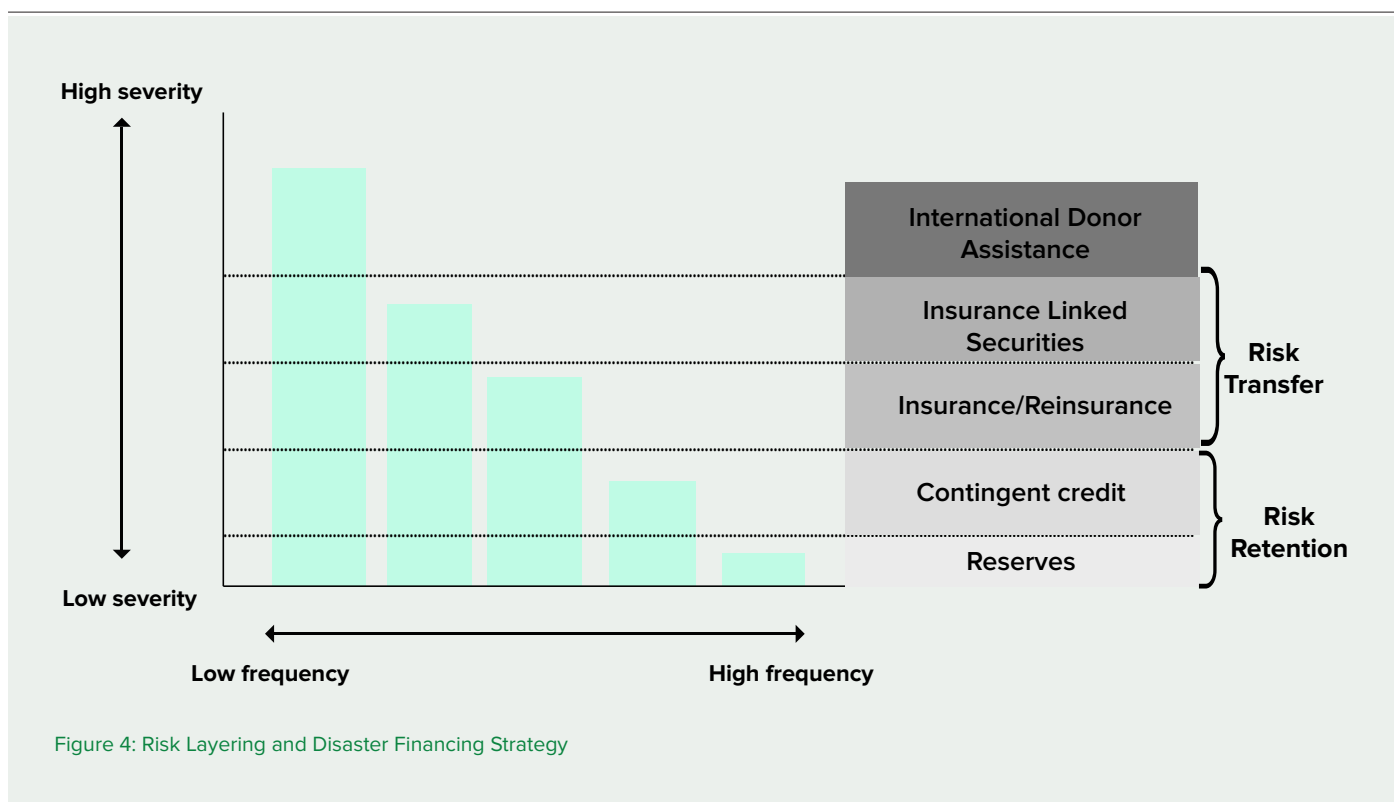 High severity
International Donor
Assistance
Insurance Linked
Securities
Risk
Transfer
Insurance/Reinsurance
Contingent credit
Risk
Retention
Reserves
Low severity
Low frequency
High frequency
Figure 4: Risk Layering and Disaster Financing Strategy